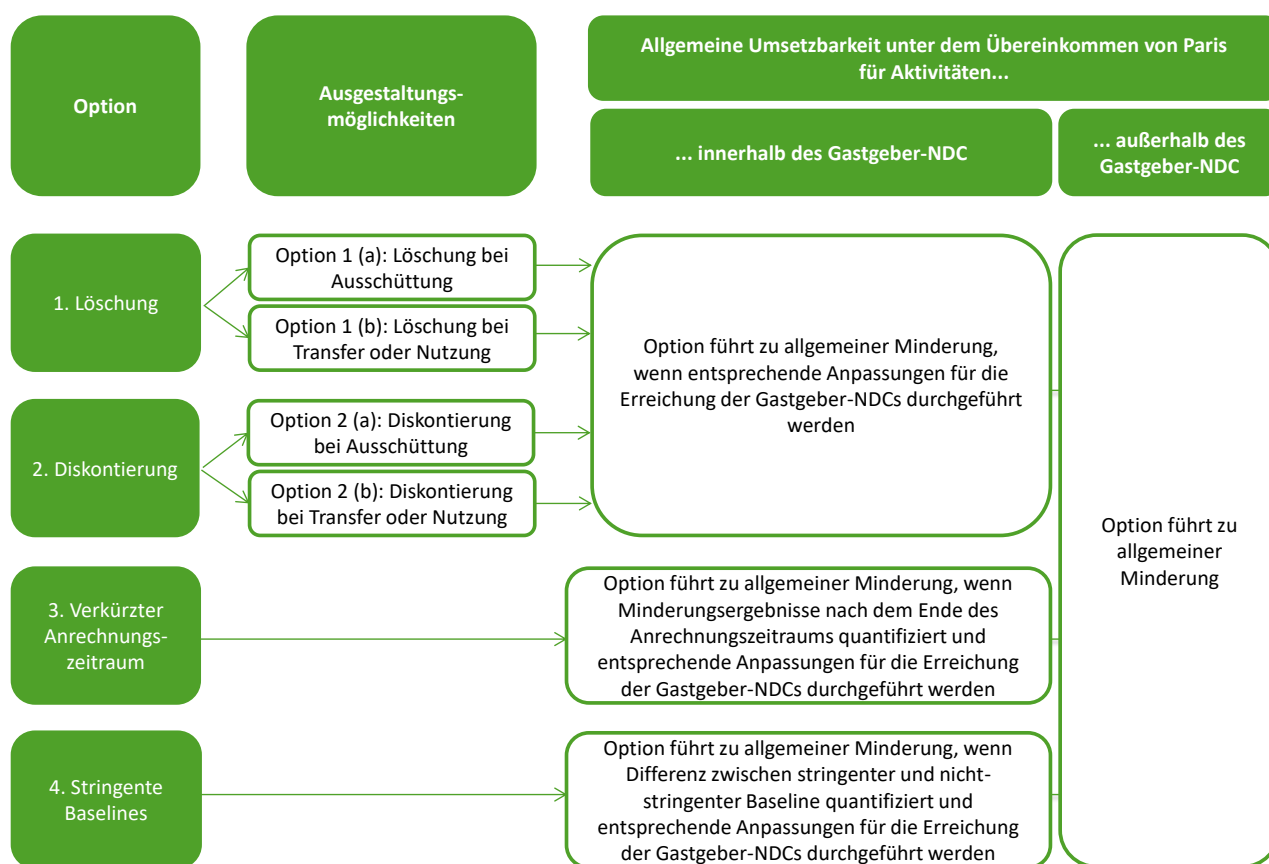 Option
Ausgestaltungs-
möglichkeiten
Allgemeine Umsetzbarkeit unter dem Übereinkommen von Paris
für Aktivitäten...
... innerhalb des Gastgeber-NDC
... außerhalb des
Gastgeber-NDC
1. Löschung
Option 1 (a): Löschung bei
Ausschüttung
Option 1 (b): Löschung bei
Transfer oder Nutzung
2. Diskontierung
Option 2 (a): Diskontierung
bei Ausschüttung
Option 2 (b): Diskontierung
bei Transfer oder Nutzung
Option führt zu allgemeiner Minderung,
wenn entsprechende Anpassungen für die
Erreichung der Gastgeber-NDCs durchgeführt
werden
3. Verkürzter
Anrechnungs-
zeitraum
Option führt zu allgemeiner Minderung, wenn
Minderungsergebnisse nach dem Ende des
Anrechnungszeitraums quantifiziert und
entsprechende Anpassungen für die Erreichung
der Gastgeber-NDCs durchgeführt werden
4. Stringente
Baselines
Option führt zu allgemeiner Minderung, wenn
Differenz zwischen stringenter und nicht-
stringenter Baseline quantifiziert und
entsprechende Anpassungen für die Erreichung
der Gastgeber-NDCs durchgeführt werden
Option führt zu
allgemeiner
Minderung